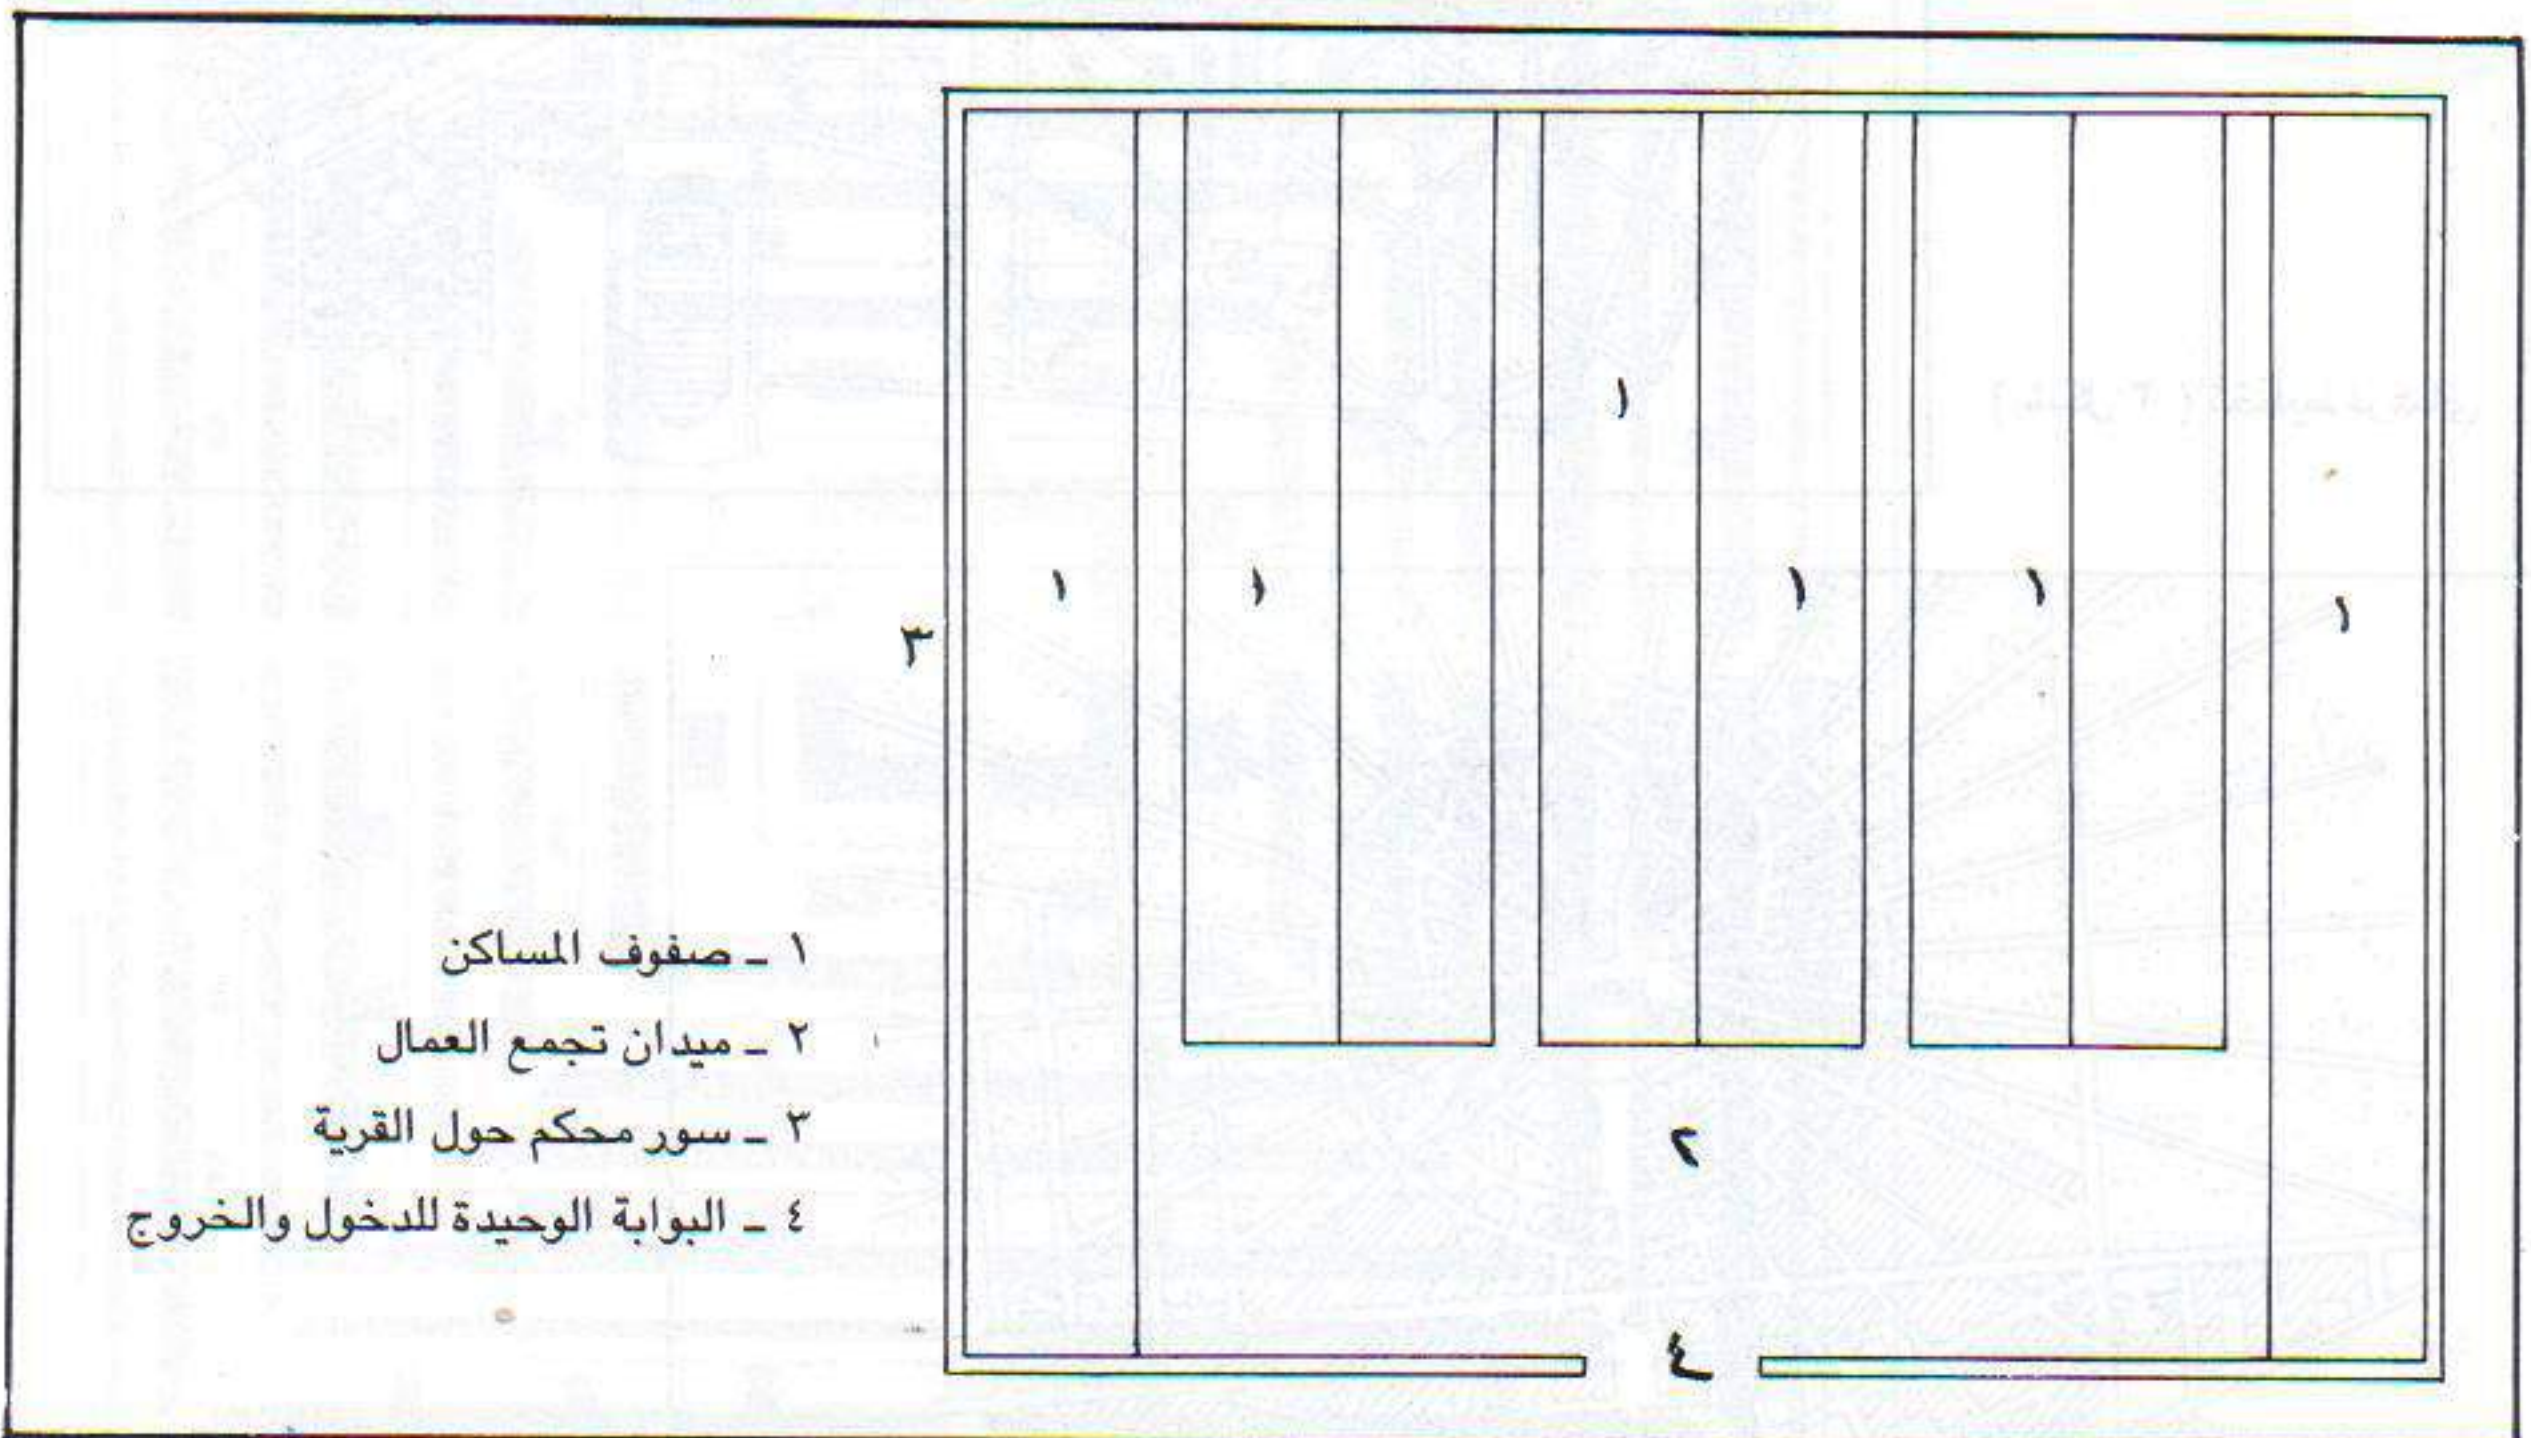 ١
١
١
١
١
١
٣
٢
٤
١ ـ صفوف المساكن
٢ ـ ميدان تجمع العمال
٣ ـ سور محكم حول القرية
٤ ـ البوابة الوحيدة للدخول والخروج